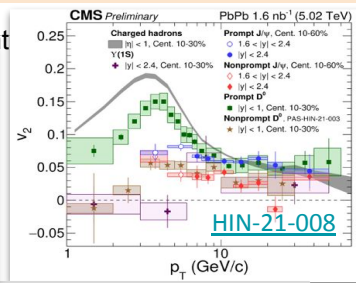 ut
CMS Preliminary PbPb 1.6 nb⁻¹ (5.02 TeV)
Charged hadrons
|η| < 1, Cent. 10-30%
ϒ(1S)
|y| < 2.4, Cent. 10-30%
Prompt J/ψ, Cent. 10-60%
1.6 < |y| < 2.4
|y| < 2.4
Nonprompt J/ψ, Cent. 10-60%
1.6 < |y| < 2.4
|y| < 2.4
Prompt D⁰
|y| < 1, Cent. 10-30%
Nonprompt D⁰, PAS-HIN-21-003
|y| < 1, Cent. 10-30%
v₂
0.25
0.2
0.15
0.1
0.05
0
−0.05
1
10
p_T (GeV/c)
HIN-21-008